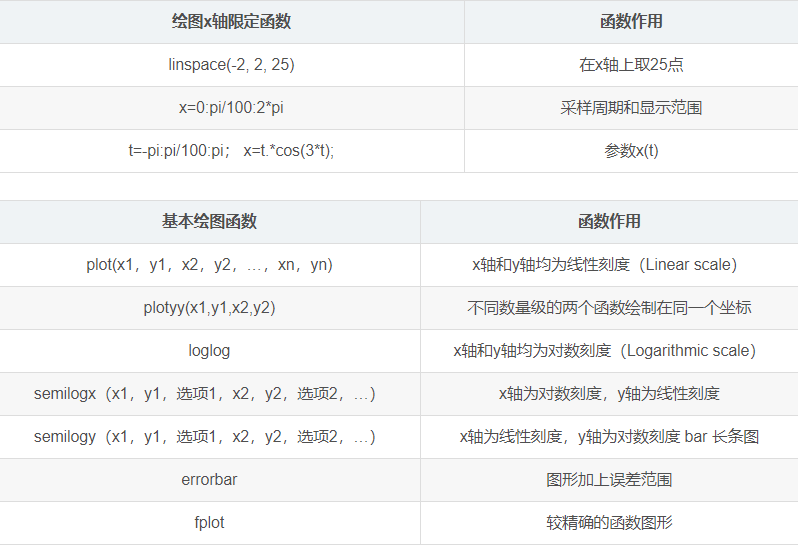 绘图x轴限定函数 函数作用
linspace(-2, 2, 25) 在x轴上取25点
x=0:pi/100:2*pi 采样周期和显示范围
t=-pi:pi/100:pi； x=t.*cos(3*t); 参数x(t)
基本绘图函数 函数作用
plot(x1，y1，x2，y2，…，xn，yn) x轴和y轴均为线性刻度（Linear scale）
plotyy(x1,y1,x2,y2) 不同数量级的两个函数绘制在同一个坐标
loglog x轴和y轴均为对数刻度（Logarithmic scale）
semilogx（x1，y1，选项1，x2，y2，选项2，…） x轴为对数刻度，y轴为线性刻度
semilogy（x1，y1，选项1，x2，y2，选项2，…） x轴为线性刻度，y轴为对数刻度 bar 长条图
errorbar 图形加上误差范围
fplot 较精确的函数图形